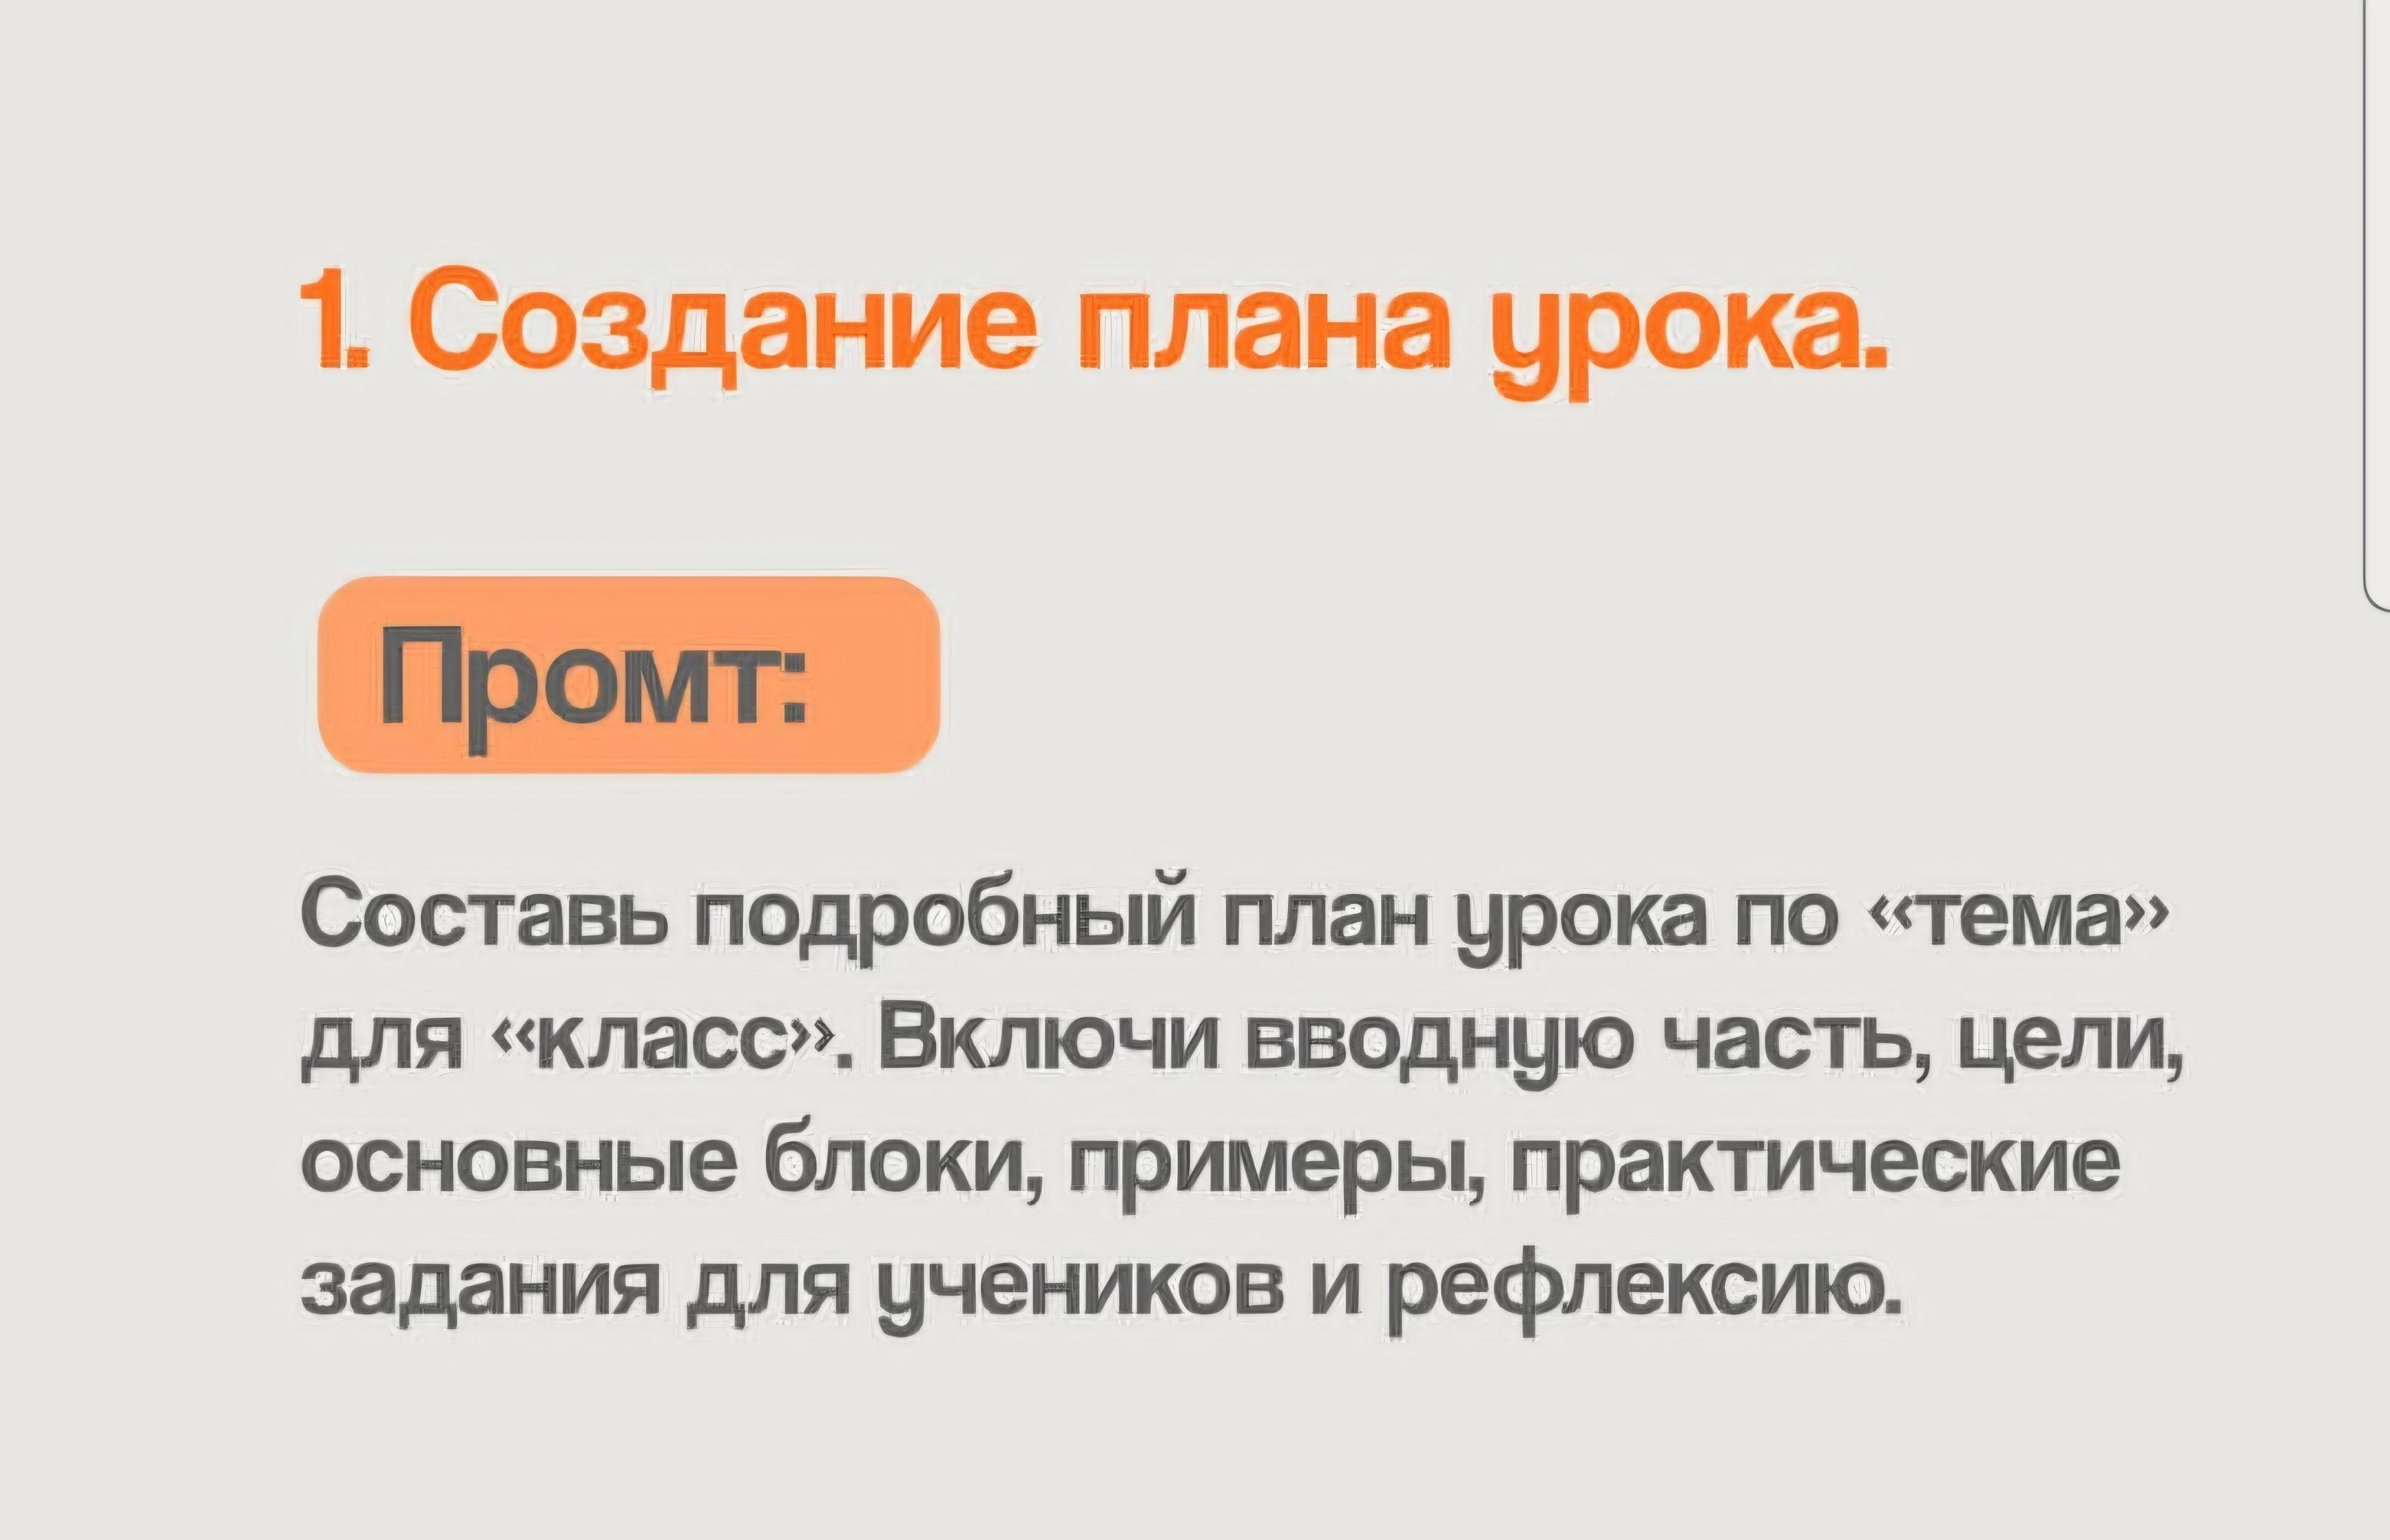 1. Создание плана урока.
Промт:
Составь подробный план урока по «тема»
для «класс». Включи вводную часть, цели,
основные блоки, примеры, практические
задания для учеников и рефлексию.